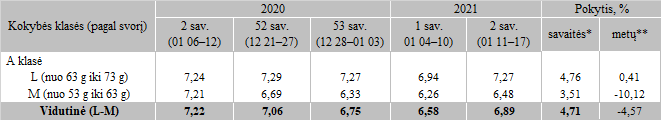 Kokybės klasės (pagal svorį) 2020 2021 Pokytis, %
2 sav. (01 06–12) 52 sav. (12 21–27) 53 sav. (12 28–01 03) 1 sav. (01 04–10) 2 sav. (01 11–17) savaitės* metų**
A klasė
L (nuo 63 g iki 73 g) 7,24 7,29 7,27 6,94 7,27 4,76 0,41
M (nuo 53 g iki 63 g) 7,21 6,69 6,33 6,26 6,48 3,51 -10,12
Vidutinė (L-M) 7,22 7,06 6,75 6,58 6,89 4,71 -4,57